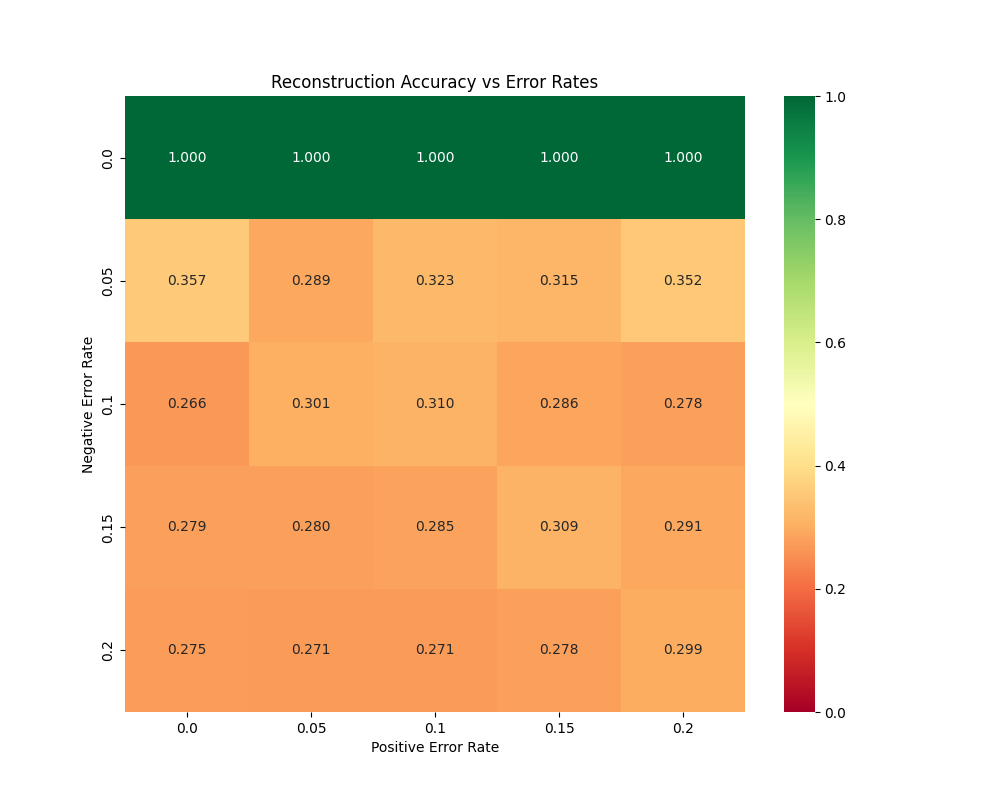 Reconstruction Accuracy vs Error Rates
1.0
0.0 1.000 1.000 1.000 1.000 1.000
0.8
0.05 0.357 0.289 0.323 0.315 0.352
0.6
Negative Error Rate
0.1 0.266 0.301 0.310 0.286 0.278
0.4
0.15 0.279 0.280 0.285 0.309 0.291
0.2
0.2 0.275 0.271 0.271 0.278 0.299
0.0
0.0 0.05 0.1 0.15 0.2
Positive Error Rate